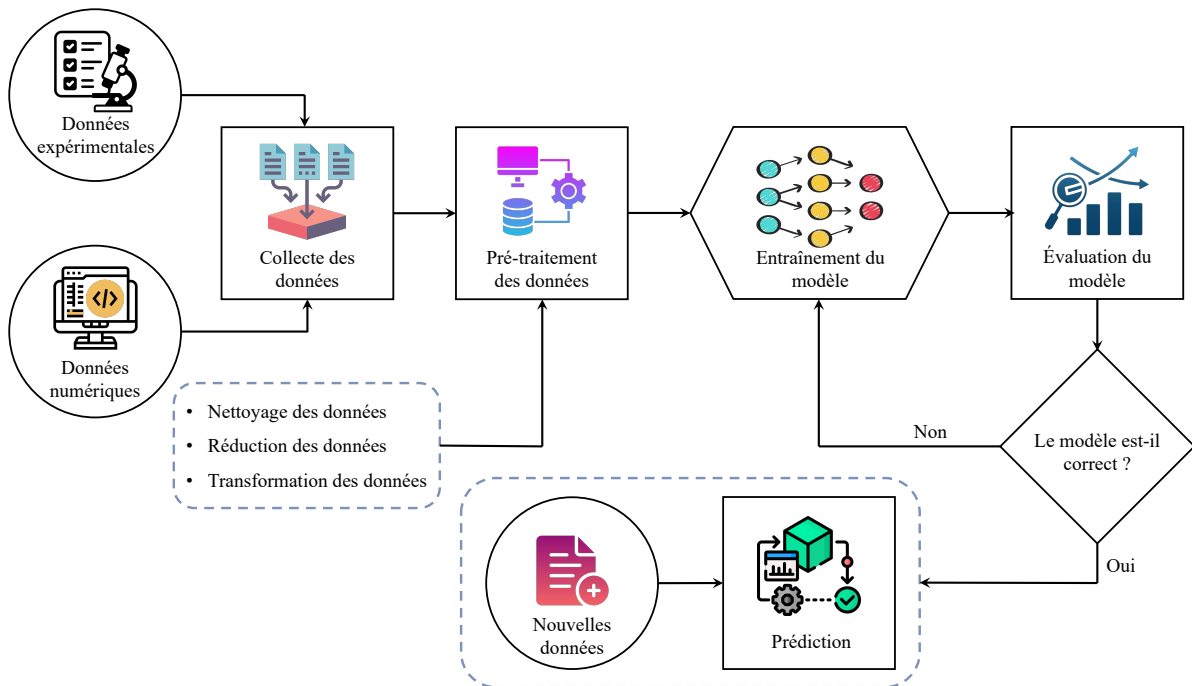 Données
expérimentales
Données
numériques
Collecte des
données
Pré-traitement
des données
Entraînement du
modèle
Évaluation du
modèle
• Nettoyage des données
• Réduction des données
• Transformation des données
Non
Le modèle est-il
correct ?
Oui
Nouvelles
données
Prédiction